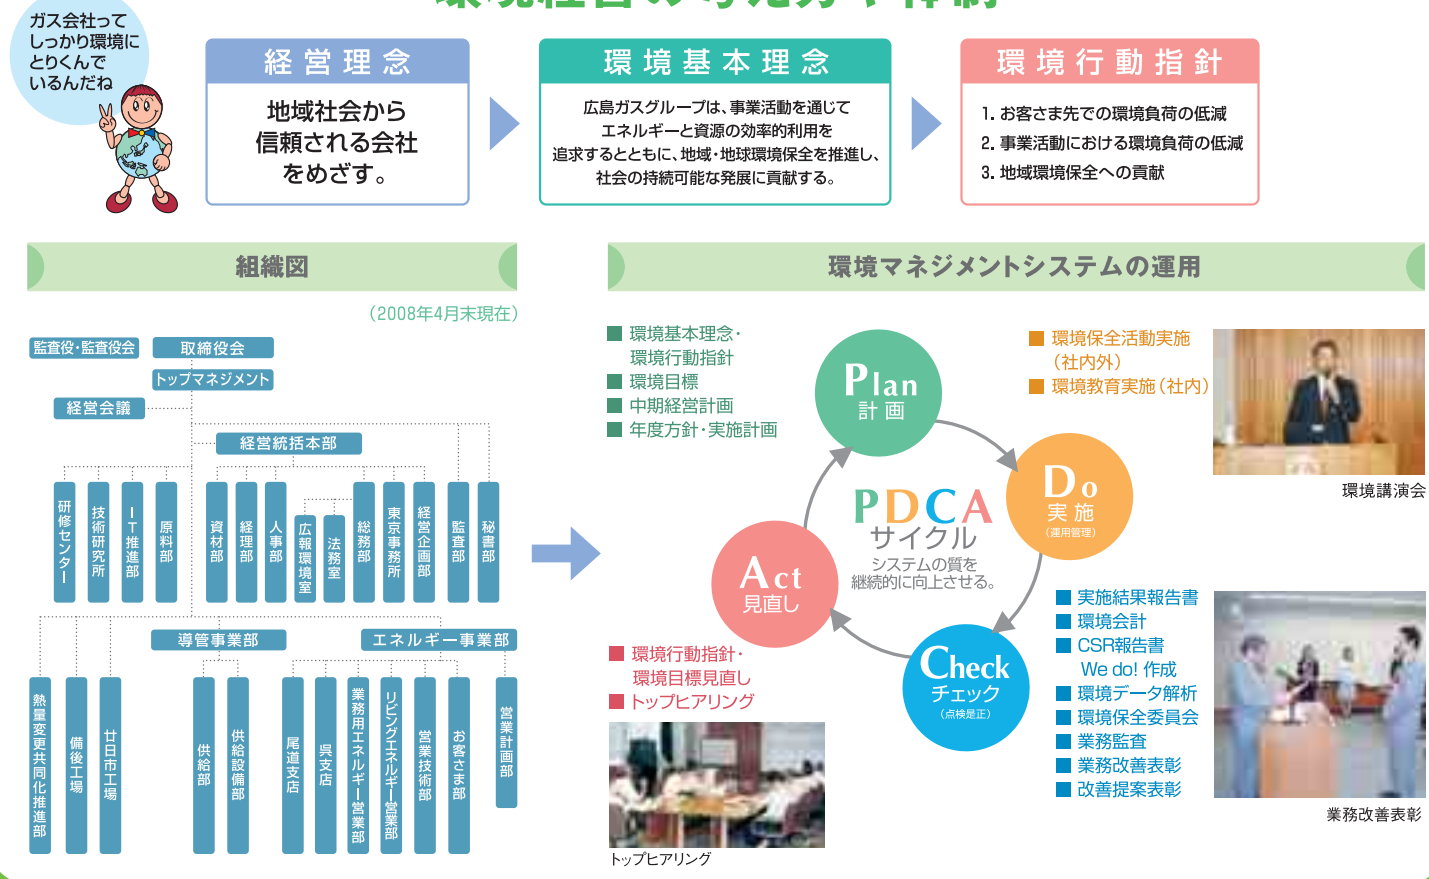 ガス会社って
しっかり環境に
とりくんで
いるんだね
経営理念
地域社会から
信頼される会社
をめざす。
環境基本理念
広島ガスグループは、事業活動を通じて
エネルギーと資源の効率的利用を
追求するとともに、地域・地球環境保全を推進し、
社会の持続可能な発展に貢献する。
環境行動指針
1. お客さま先での環境負荷の低減
2. 事業活動における環境負荷の低減
3. 地域環境保全への貢献
組織図
（2008年4月末現在）
監査役・監査役会
取締役会
トップマネジメント
経営会議
経営統括本部
研修センター
技術研究所
IT推進部
原料部
資材部
経理部
人事部
広報環境室
法務室
総務部
東京事務所
経営企画部
監査部
秘書部
導管事業部
エネルギー事業部
熱量変更共同化推進部
備後工場
廿日市工場
供給部
供給設備部
尾道支店
呉支店
業務用エネルギー営業部
リビングエネルギー営業部
営業技術部
お客さま部
営業計画部
環境マネジメントシステムの運用
■ 環境基本理念・
環境行動指針
■ 環境目標
■ 中期経営計画
■ 年度方針・実施計画
Plan
計画
■ 環境保全活動実施
（社内外）
■ 環境教育実施（社内）
環境講演会
Do
実施
（運用管理）
PDCA
サイクル
システムの質を
継続的に向上させる。
Act
見直し
■ 環境行動指針・
環境目標見直し
■ トップヒアリング
トップヒアリング
Check
チェック
（点検是正）
■ 実施結果報告書
■ 環境会計
■ CSR報告書
We do! 作成
■ 環境データ解析
■ 環境保全委員会
■ 業務監査
■ 業務改善表彰
■ 改善提案表彰
業務改善表彰